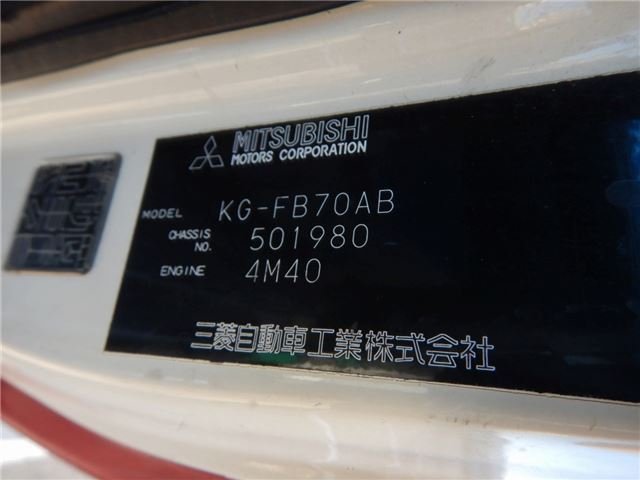 MITSUBISHI
MOTORS CORPORATION
MODEL KG-FB70AB
CHASSIS NO. 501980
ENGINE 4M40
三菱自動車工業株式会社